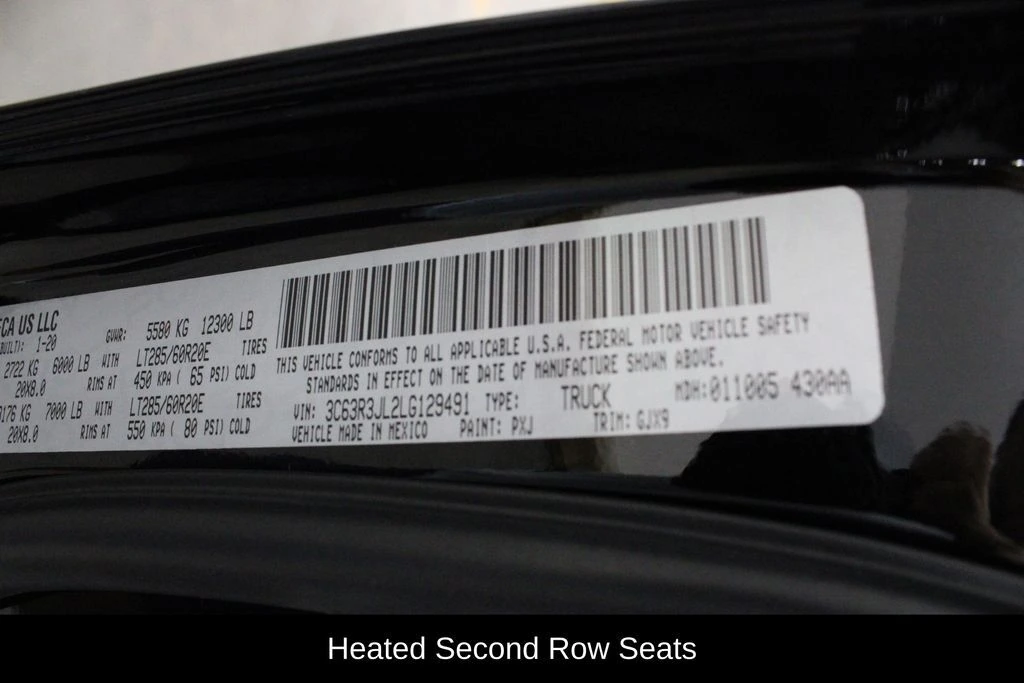 FCA US LLC
BUILT): 1-20
GVWR: 5580 KG 12300 LB
2722 KG 6000 LB WITH LT285/60R20E TIRES
20X8.0 RIMS AT 450 KPA ( 65 PSI) COLD
3176 KG 7000 LB WITH LT285/60R20E TIRES
20X8.0 RIMS AT 550 KPA ( 80 PSI) COLD
THIS VEHICLE CONFORMS TO ALL APPLICABLE U.S.A. FEDERAL MOTOR VEHICLE SAFETY
STANDARDS IN EFFECT ON THE DATE OF MANUFACTURE SHOWN ABOVE.
VIN: 3C63R3JL2LG129491 TYPE: TRUCK MDH:011005 430AA
VEHICLE MADE IN MEXICO PAINT: PXJ TRIM: GJX9
Heated Second Row Seats